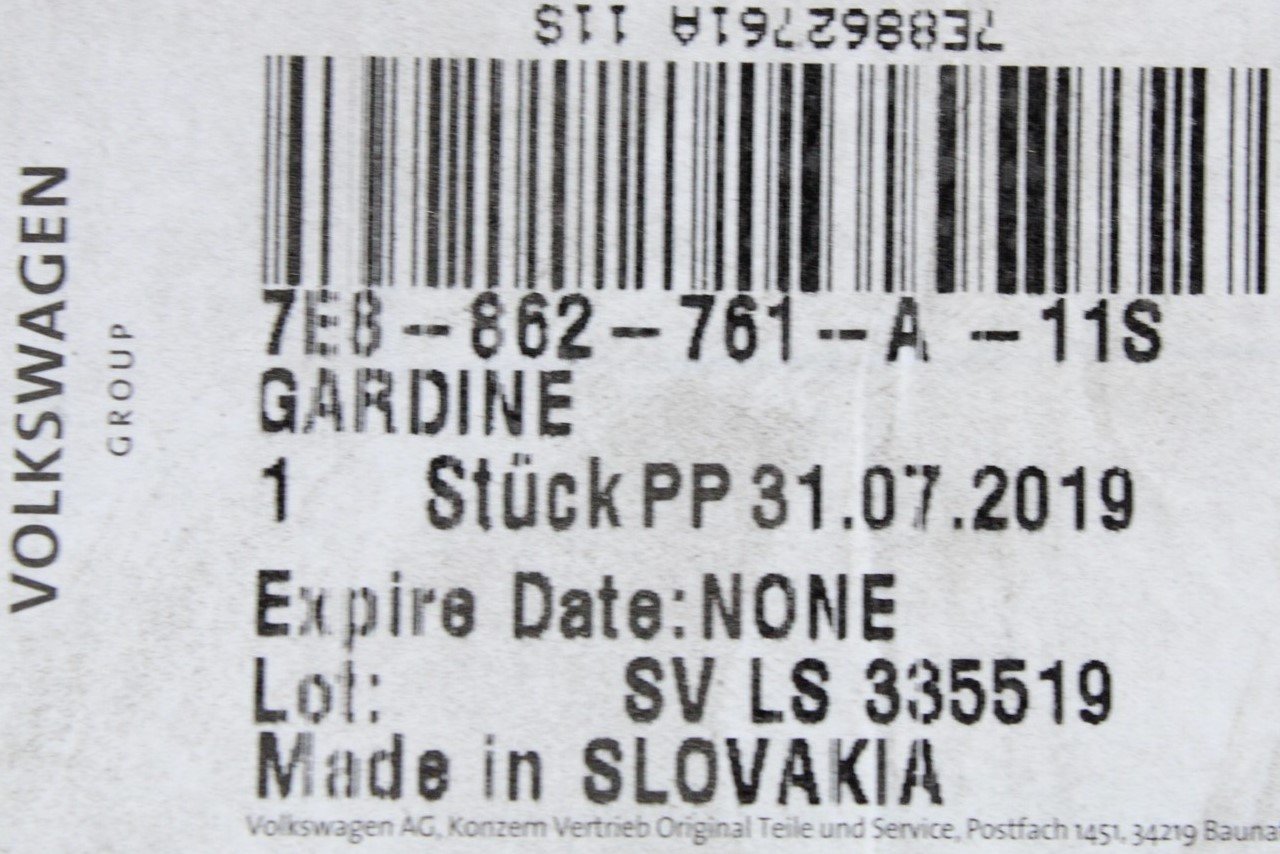 7E8862761A 11S
VOLKSWAGEN
GROUP
7E8-862-761-A -11S
GARDINE
1 Stück PP 31.07.2019
Expire Date:NONE
Lot: SV LS 335519
Made in SLOVAKIA
Volkswagen AG, Konzern Vertrieb Original Teile und Service, Postfach 1451, 34219